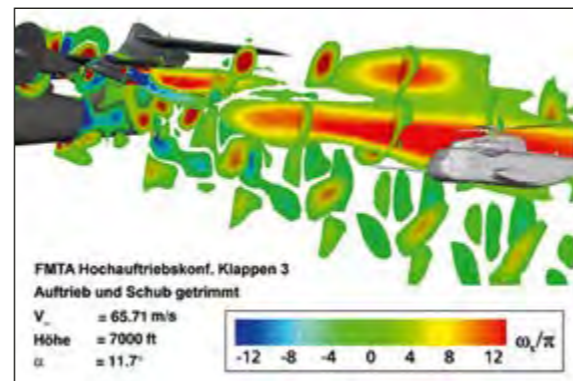 FMTA Hochauftriebskonf. Klappen 3
Auftrieb und Schub getrimmt
V∞ = 65.71 m/s
Höhe = 7000 ft
α = 11.7°
-12 -8 -4 0 4 8 12 ωₓ/π